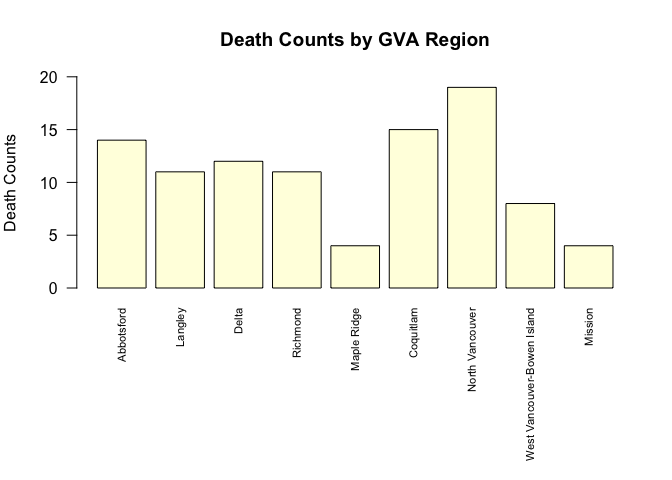 Death Counts by GVA Region
Death Counts
20
15
10
5
0
Abbotsford
Langley
Delta
Richmond
Maple Ridge
Coquitlam
North Vancouver
West Vancouver-Bowen Island
Mission